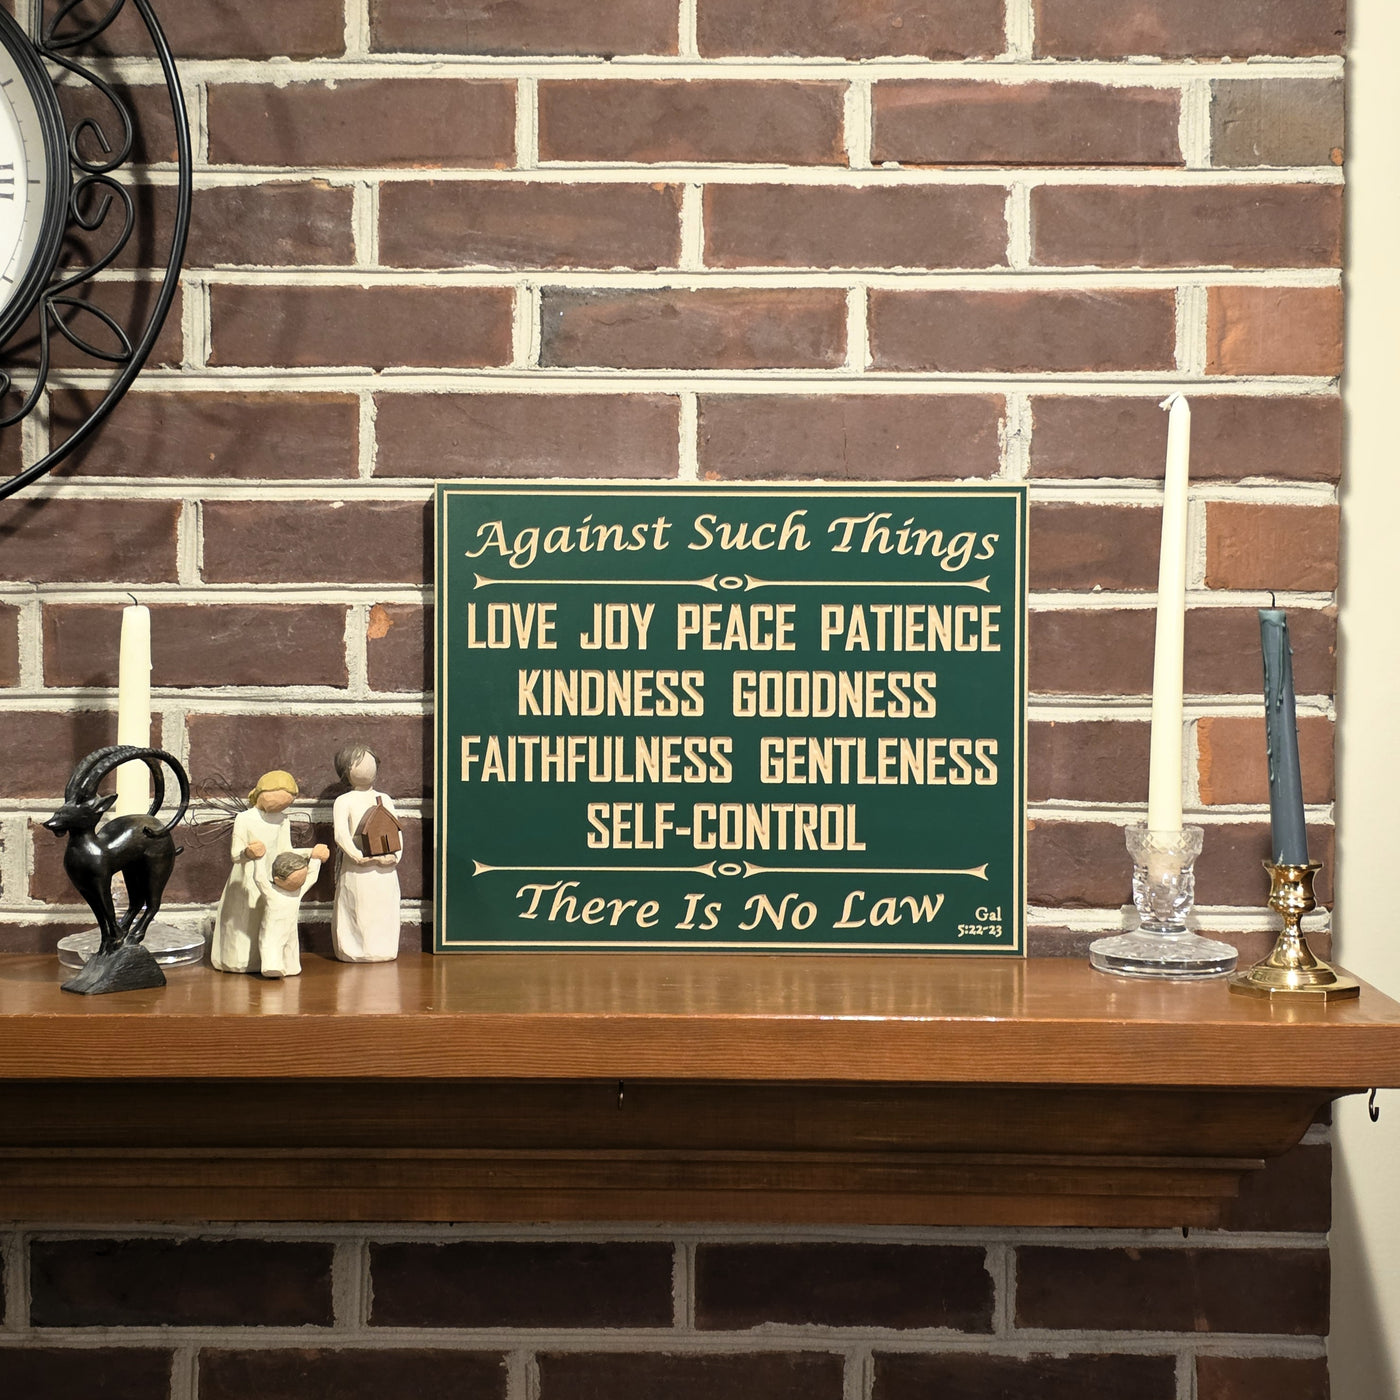 Against Such Things
LOVE JOY PEACE PATIENCE
KINDNESS GOODNESS
FAITHFULNESS GENTLENESS
SELF-CONTROL
There Is No Law
Gal
5:22-23